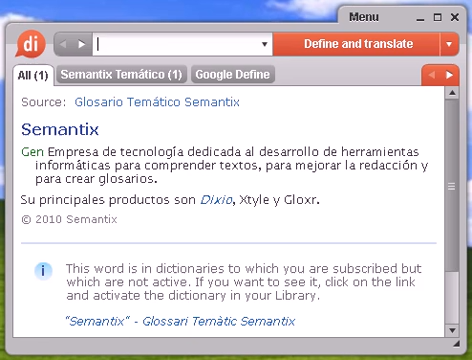 Menu
di
Define and translate
All (1) Semantix Temático (1) Google Define
Source: Glosario Temático Semantix
Semantix
Gen Empresa de tecnología dedicada al desarrollo de herramientas
informáticas para comprender textos, para mejorar la redacción y
para crear glosarios.
Su principales producto son Dixio, Xtyle y Gloxr.
© 2010 Semantix
i
This word is in dictionaries to which you are subscribed but
which are not active. If you want to see it, click on the link
and activate the dictionary in your Library.
"Semantix" - Glossari Temàtic Semantix